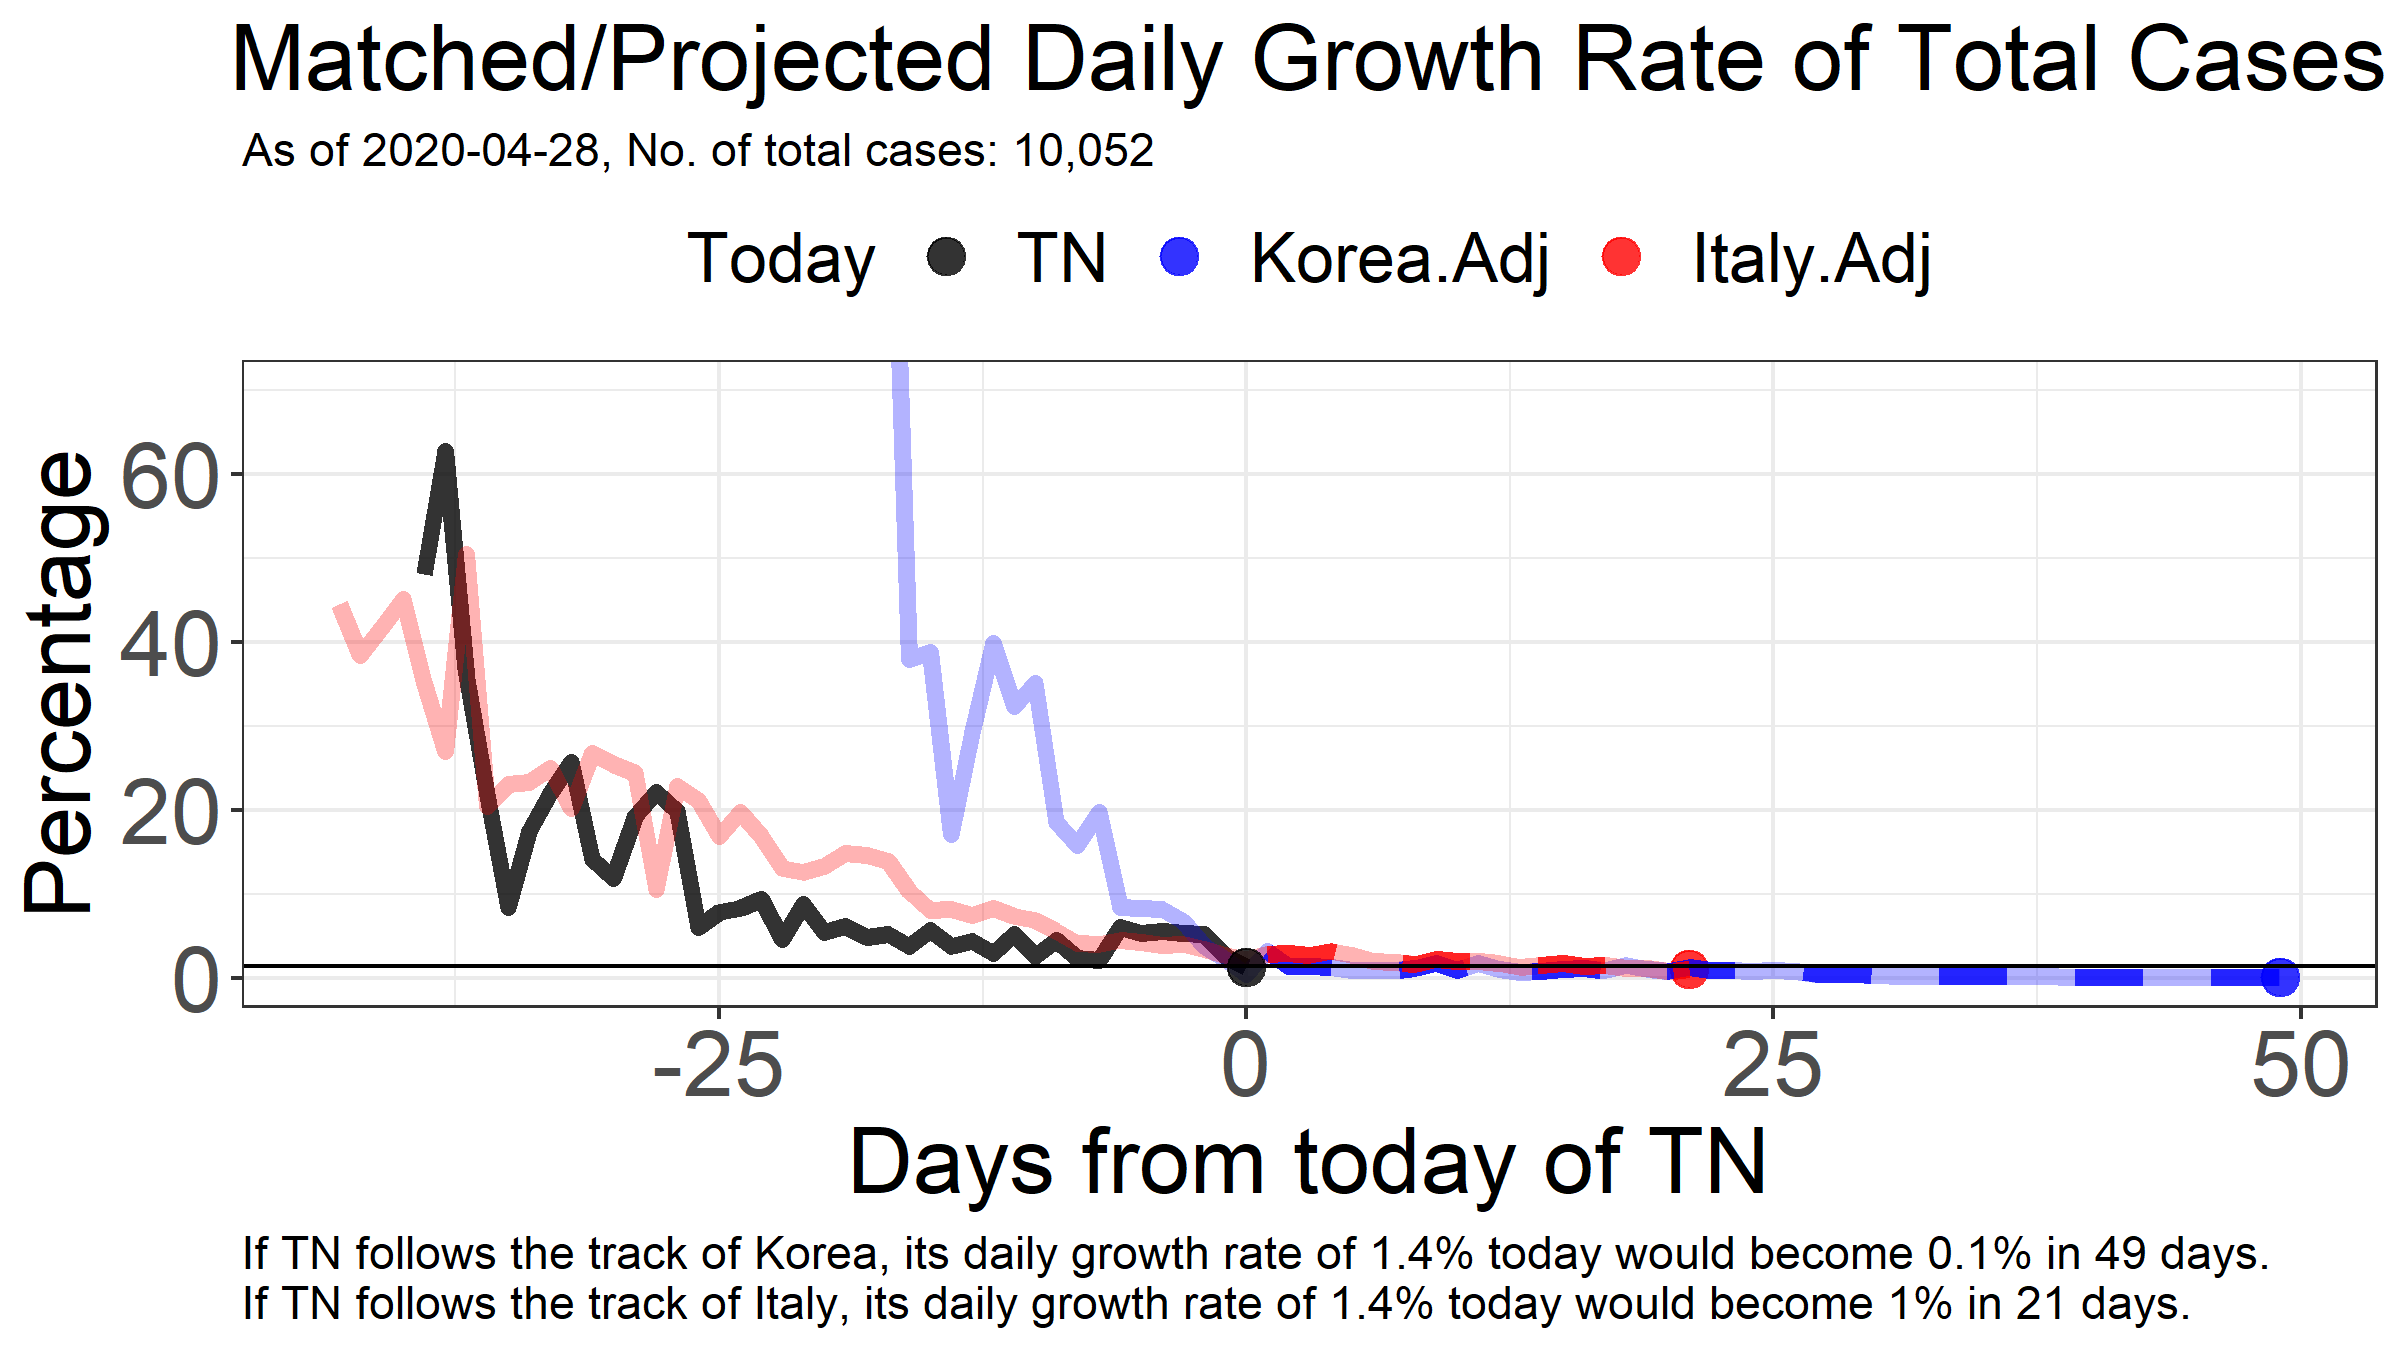 Matched/Projected Daily Growth Rate of Total Cases
As of 2020-04-28, No. of total cases: 10,052
Today TN Korea.Adj Italy.Adj
Percentage
60
40
20
0
-25 0 25 50
Days from today of TN
If TN follows the track of Korea, its daily growth rate of 1.4% today would become 0.1% in 49 days.
If TN follows the track of Italy, its daily growth rate of 1.4% today would become 1% in 21 days.